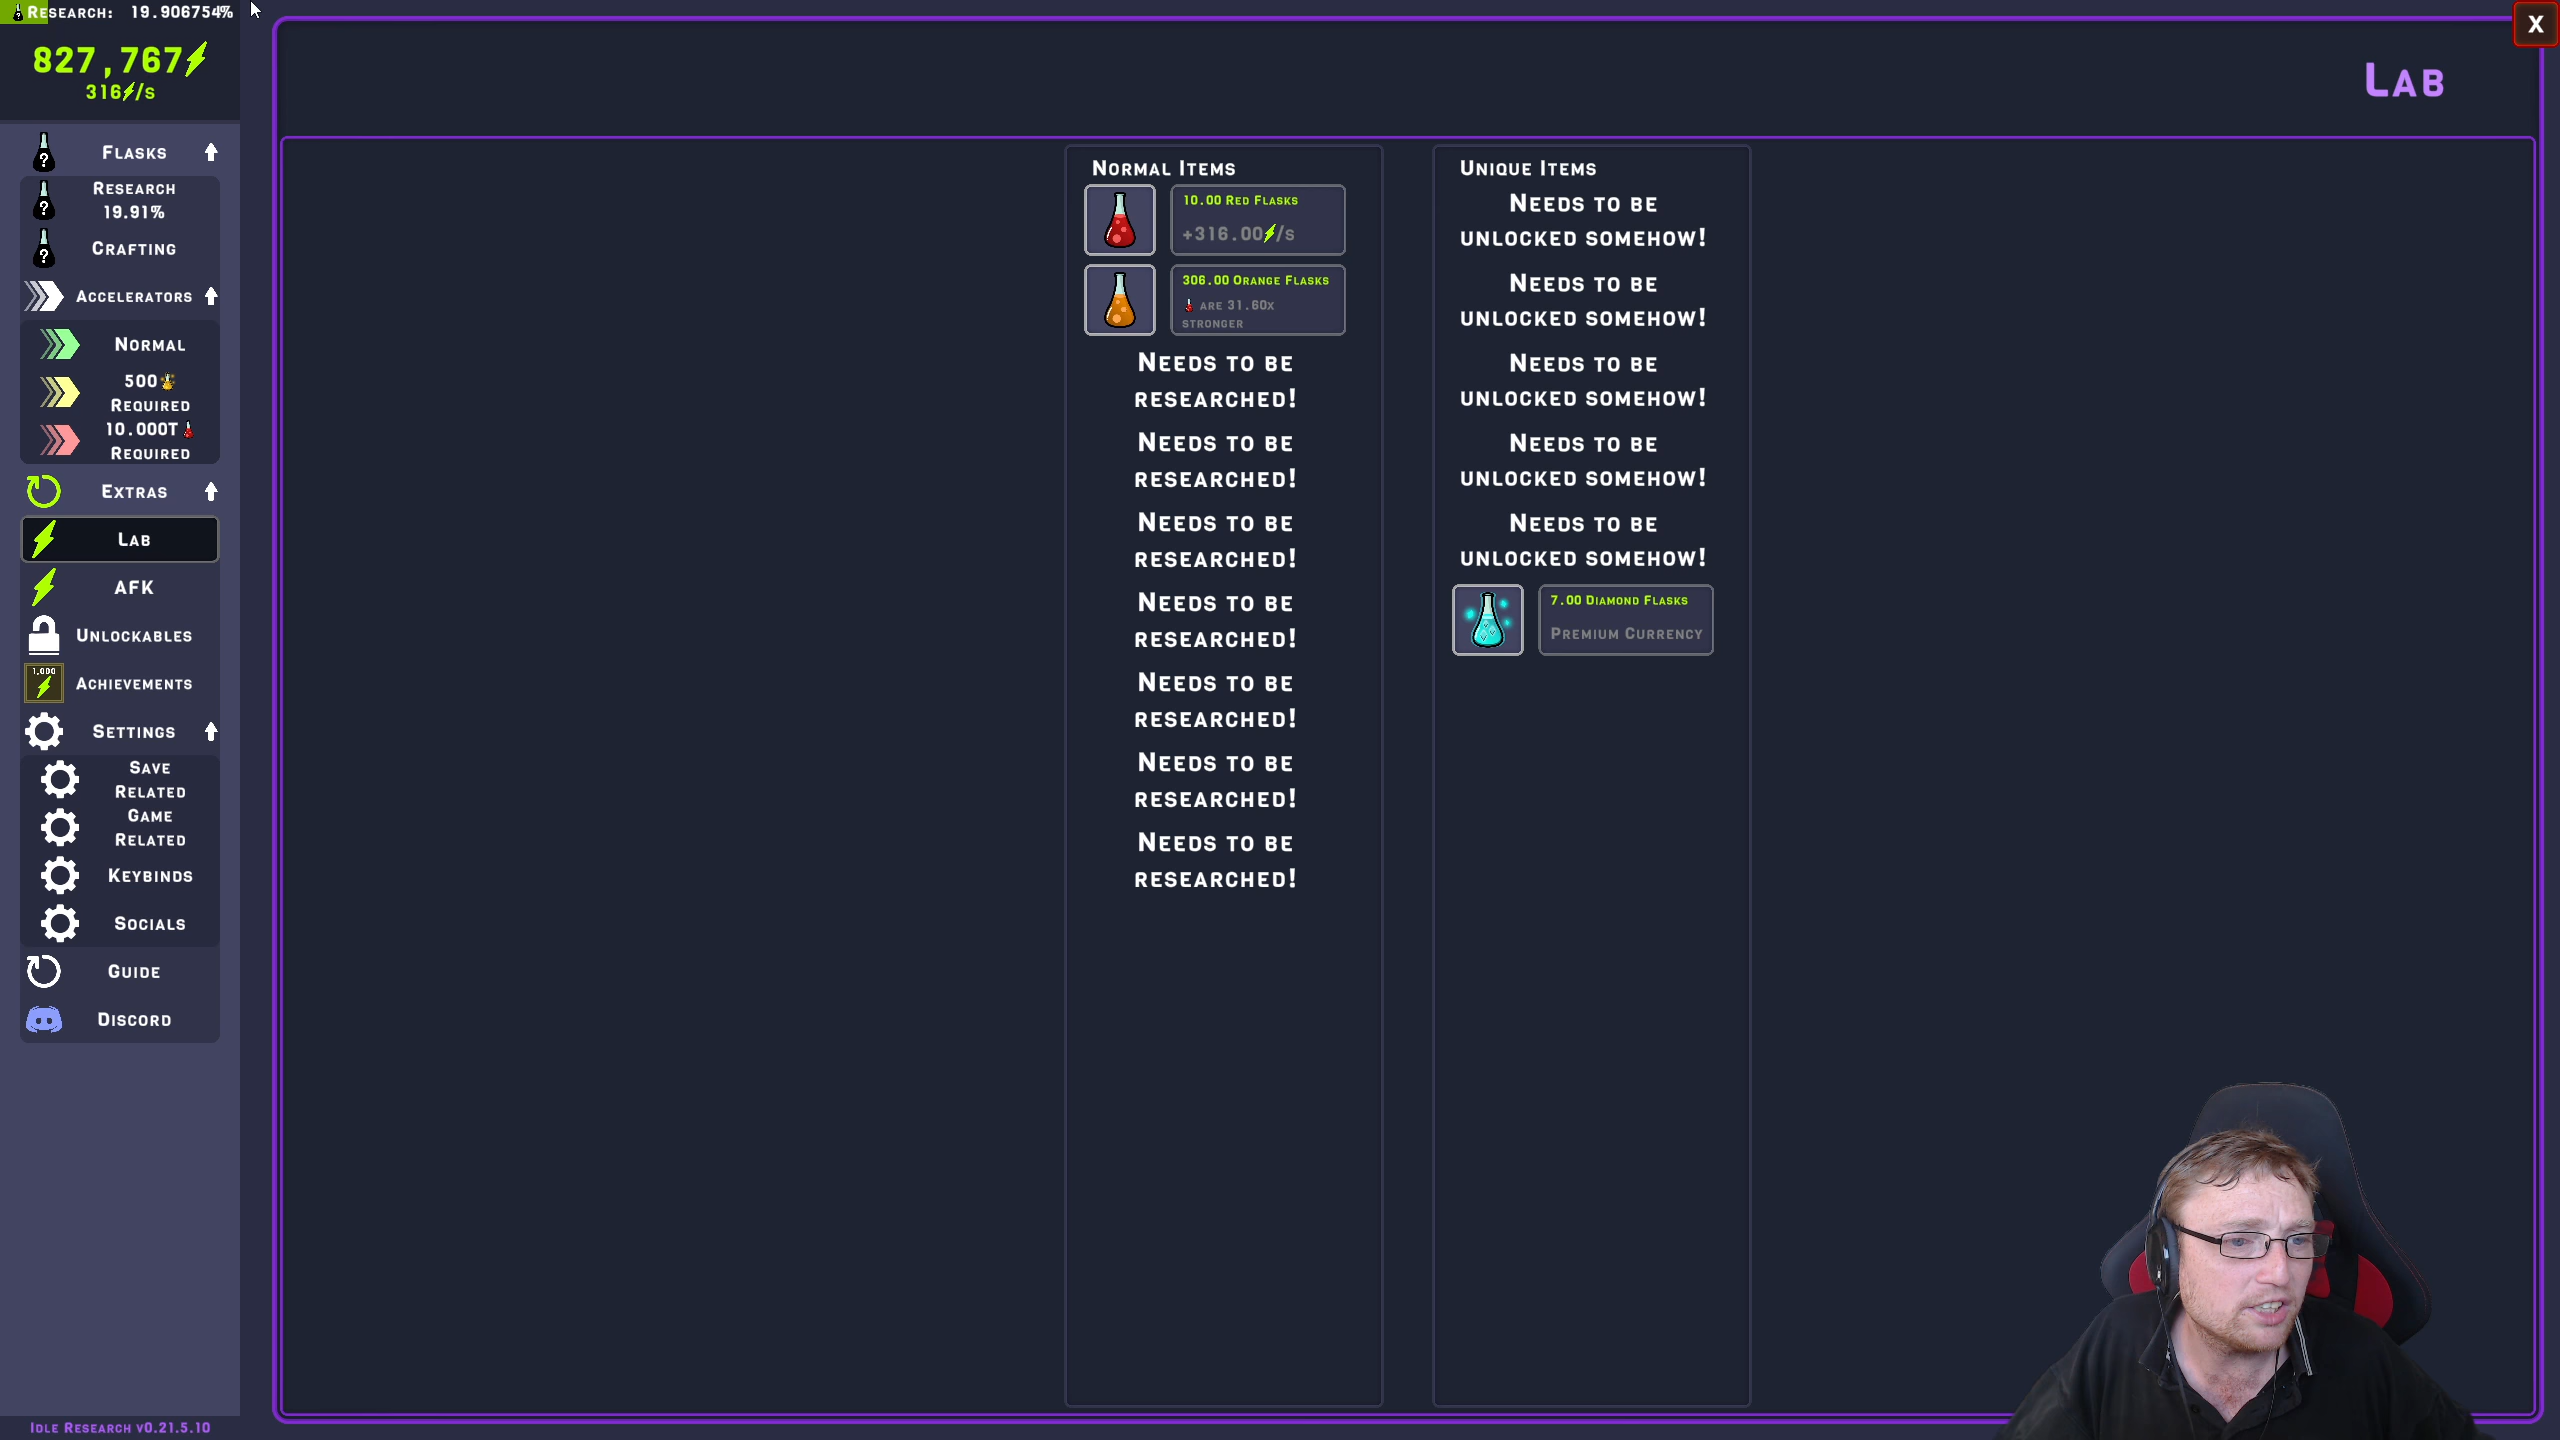 Research: 19.906754%
827,767
316/s
Flasks
Research
19.91%
Crafting
Accelerators
Normal
500
Required
10.000T
Required
Extras
Lab
AFK
Unlockables
1,000
Achievements
Settings
Save
Related
Game
Related
Keybinds
Socials
Guide
Discord
Idle Research v0.21.5.10
X
Lab
Normal Items
10.00 Red Flasks
+316.00/s
306.00 Orange Flasks
are 31.60x
stronger
Needs to be
researched!
Needs to be
researched!
Needs to be
researched!
Needs to be
researched!
Needs to be
researched!
Needs to be
researched!
Needs to be
researched!
Unique Items
Needs to be
unlocked somehow!
Needs to be
unlocked somehow!
Needs to be
unlocked somehow!
Needs to be
unlocked somehow!
Needs to be
unlocked somehow!
7.00 Diamond Flasks
Premium Currency